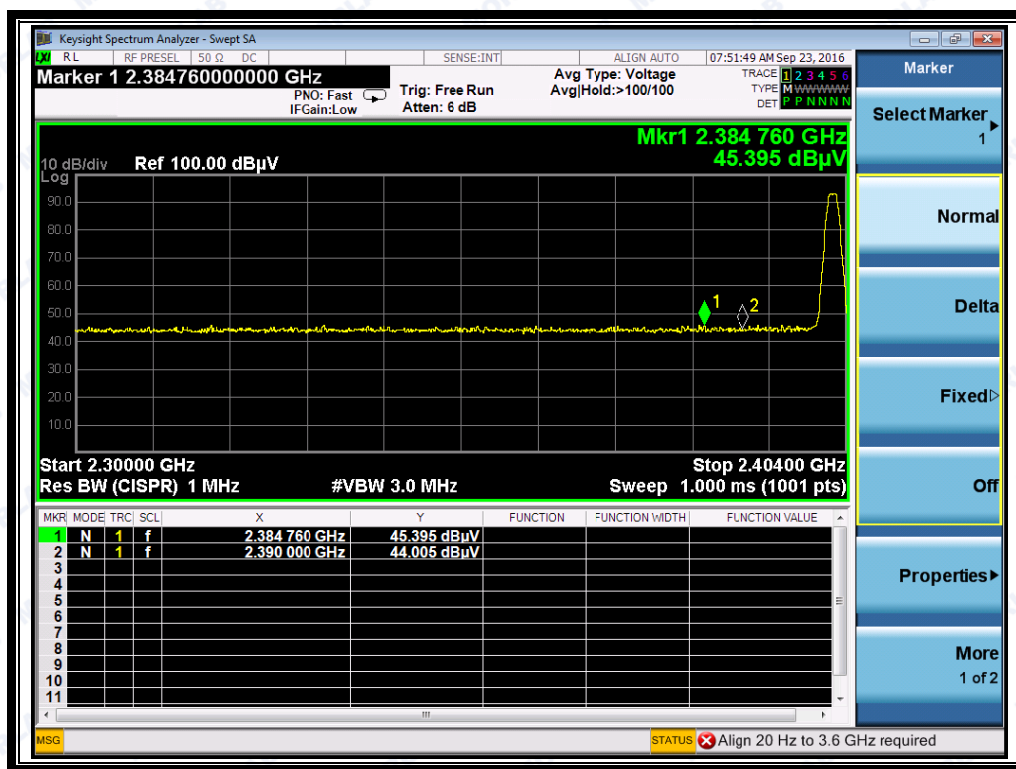 Keysight Spectrum Analyzer - Swept SA
LXI RL RF PRESEL 50 Ω DC SENSE:INT ALIGN AUTO 07:51:49 AM Sep 23, 2016
Marker 1 2.384760000000 GHz
PNO: Fast
IFGain:Low
Trig: Free Run
Atten: 6 dB
Avg Type: Voltage
Avg|Hold:>100/100
TRACE 1 2 3 4 5 6
TYPE M W W W W W
DET P P N N N N
Mkr1 2.384 760 GHz
45.395 dBµV
10 dB/div Ref 100.00 dBµV
Log
90.0
80.0
70.0
60.0
50.0
40.0
30.0
20.0
10.0
1
2
Start 2.30000 GHz Stop 2.40400 GHz
Res BW (CISPR) 1 MHz #VBW 3.0 MHz Sweep 1.000 ms (1001 pts)
MKR MODE TRC SCL X Y FUNCTION FUNCTION WIDTH FUNCTION VALUE
1 N 1 f 2.384 760 GHz 45.395 dBµV
2 N 1 f 2.390 000 GHz 44.005 dBµV
3
4
5
6
7
8
9
10
11
MSG STATUS Align 20 Hz to 3.6 GHz required
Marker
Select Marker
1
Normal
Delta
Fixed
Off
Properties
More
1 of 2